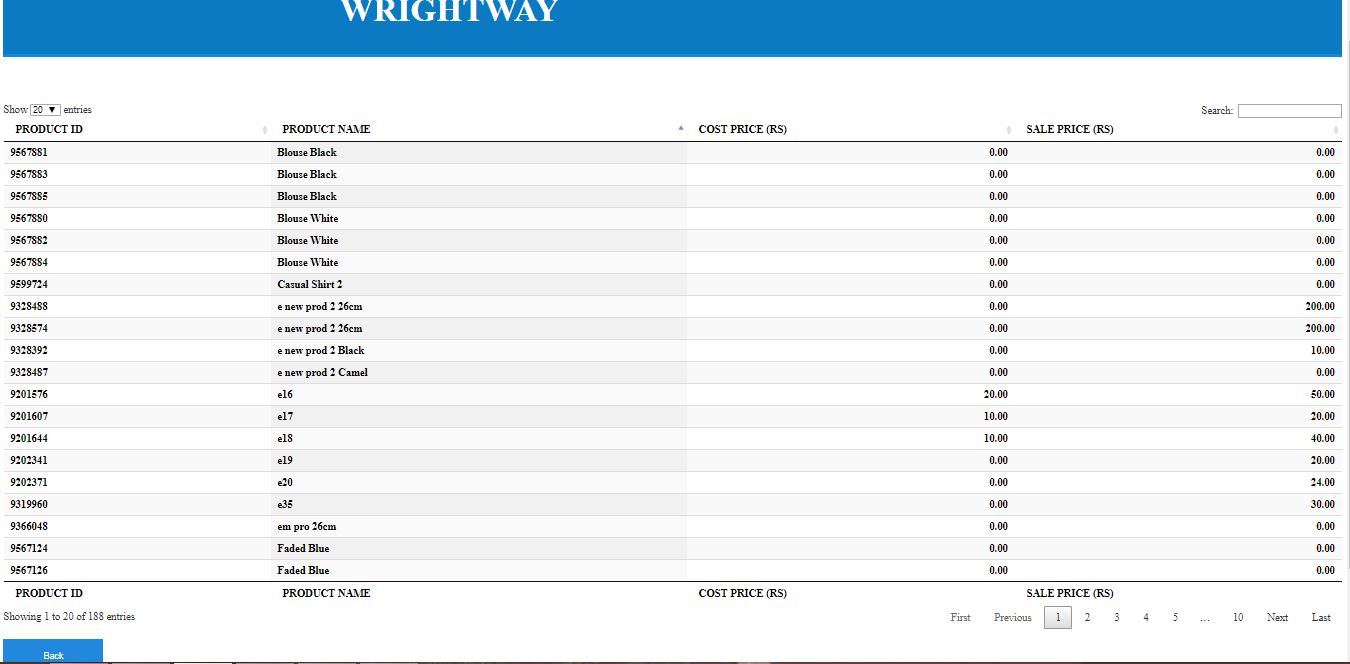 WRIGHTWAY
Show 20 ▼ entries Search:
PRODUCT ID PRODUCT NAME COST PRICE (RS) SALE PRICE (RS)
9567881 Blouse Black 0.00 0.00
9567883 Blouse Black 0.00 0.00
9567885 Blouse Black 0.00 0.00
9567880 Blouse White 0.00 0.00
9567882 Blouse White 0.00 0.00
9567884 Blouse White 0.00 0.00
9599724 Casual Shirt 2 0.00 0.00
9328488 e new prod 2 26cm 0.00 200.00
9328574 e new prod 2 26cm 0.00 200.00
9328392 e new prod 2 Black 0.00 10.00
9328487 e new prod 2 Camel 0.00 0.00
9201576 e16 20.00 50.00
9201607 e17 10.00 20.00
9201644 e18 10.00 40.00
9202341 e19 0.00 20.00
9202371 e20 0.00 24.00
9319960 e35 0.00 30.00
9366048 em pro 26cm 0.00 0.00
9567124 Faded Blue 0.00 0.00
9567126 Faded Blue 0.00 0.00
PRODUCT ID PRODUCT NAME COST PRICE (RS) SALE PRICE (RS)
Showing 1 to 20 of 188 entries First Previous 1 2 3 4 5 … 10 Next Last
Back